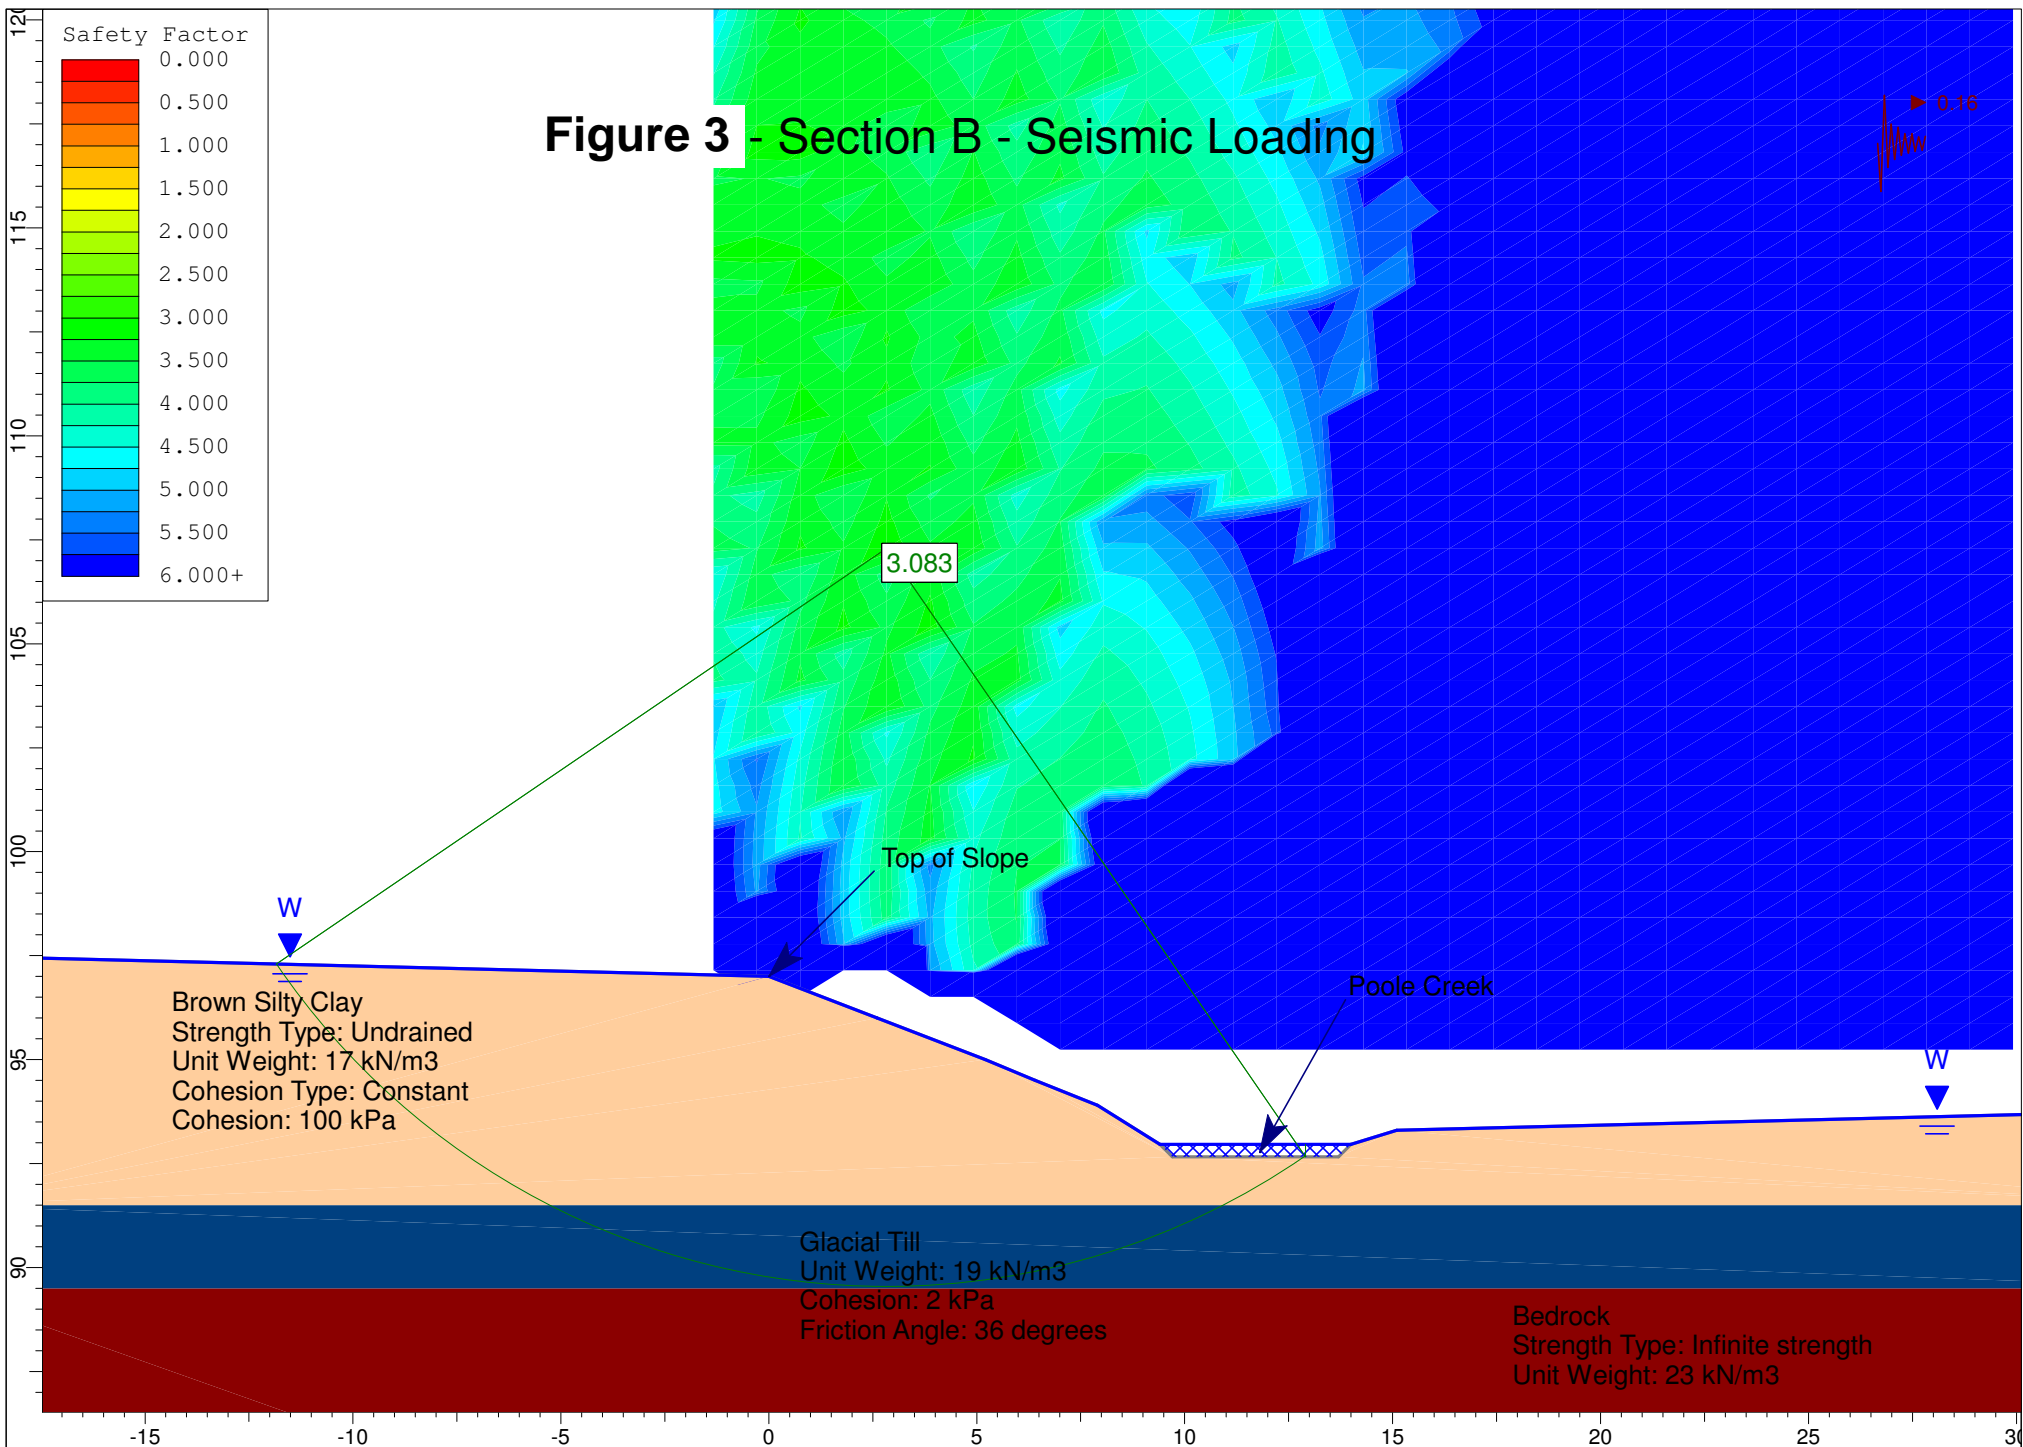 Safety Factor
0.000
0.500
1.000
1.500
2.000
2.500
3.000
3.500
4.000
4.500
5.000
5.500
6.000+
Figure 3 - Section B - Seismic Loading
0.16
3.083
Top of Slope
Poole Creek
W
W
Brown Silty Clay
Strength Type: Undrained
Unit Weight: 17 kN/m3
Cohesion Type: Constant
Cohesion: 100 kPa
Glacial Till
Unit Weight: 19 kN/m3
Cohesion: 2 kPa
Friction Angle: 36 degrees
Bedrock
Strength Type: Infinite strength
Unit Weight: 23 kN/m3
120
115
110
105
100
95
90
-15
-10
-5
0
5
10
15
20
25
30